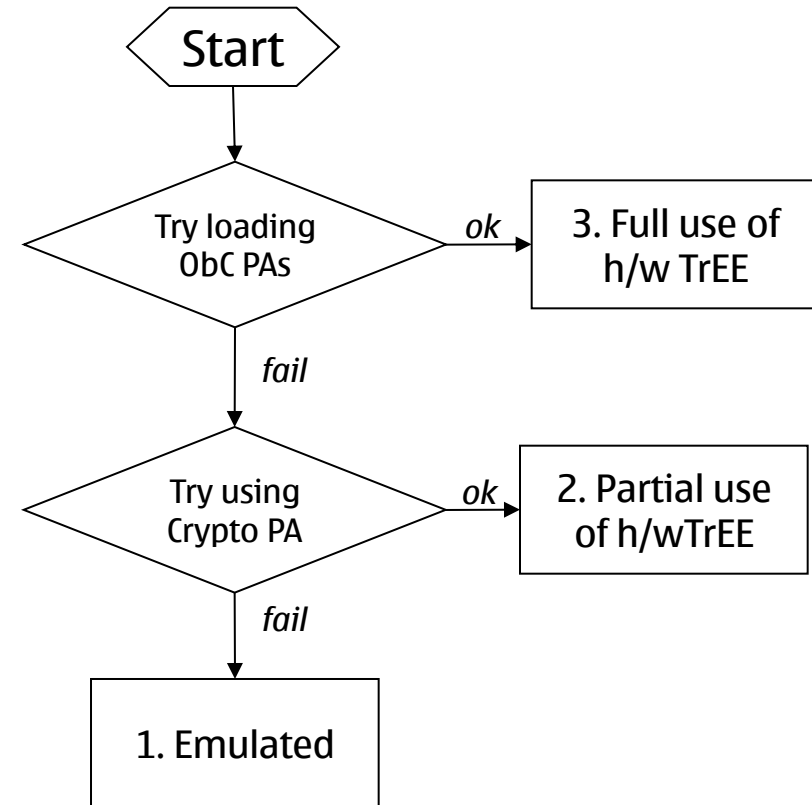 Start
Try loading
ObC PAs
ok
3. Full use of
h/w TrEE
fail
Try using
Crypto PA
ok
2. Partial use
of h/wTrEE
fail
1. Emulated